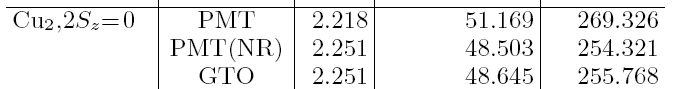 Cu₂,2S_z=0 PMT 2.218 51.169 269.326
PMT(NR) 2.251 48.503 254.321
GTO 2.251 48.645 255.768